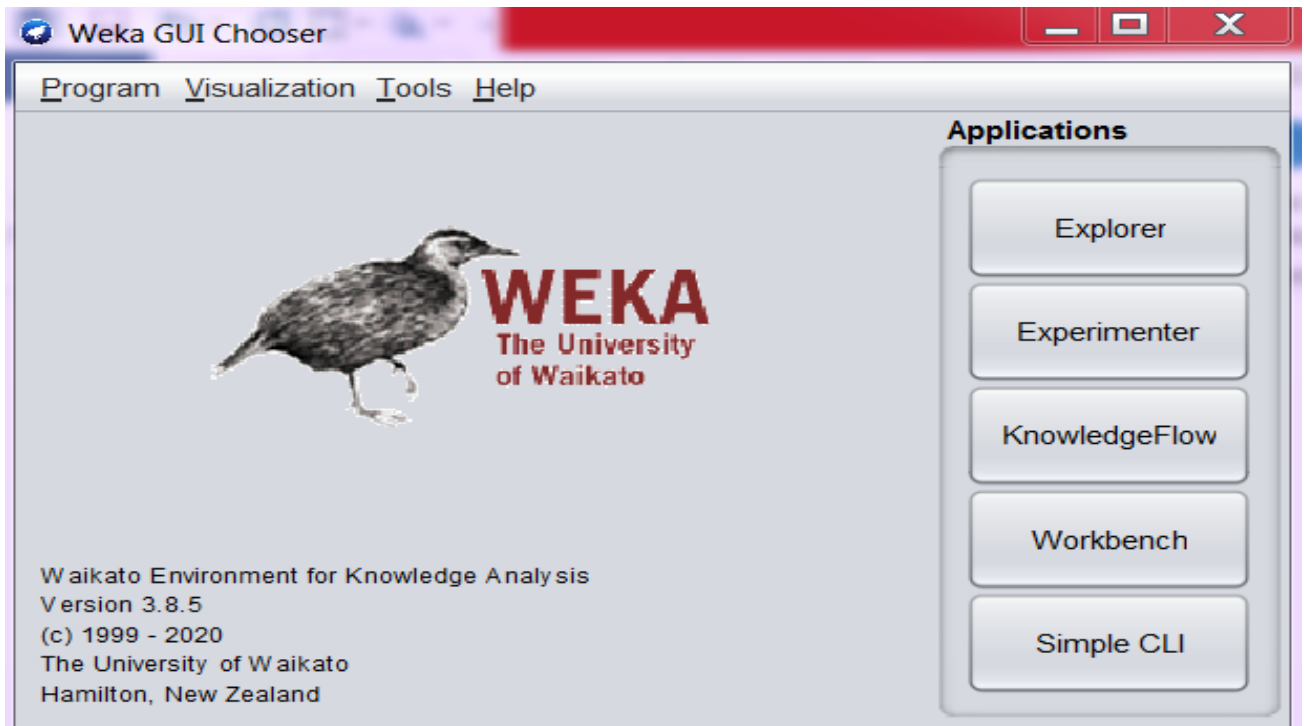 Weka GUI Chooser
Program Visualization Tools Help
Applications
Explorer
Experimenter
KnowledgeFlow
Workbench
Simple CLI
WEKA
The University
of Waikato
Waikato Environment for Knowledge Analysis
Version 3.8.5
(c) 1999 - 2020
The University of Waikato
Hamilton, New Zealand